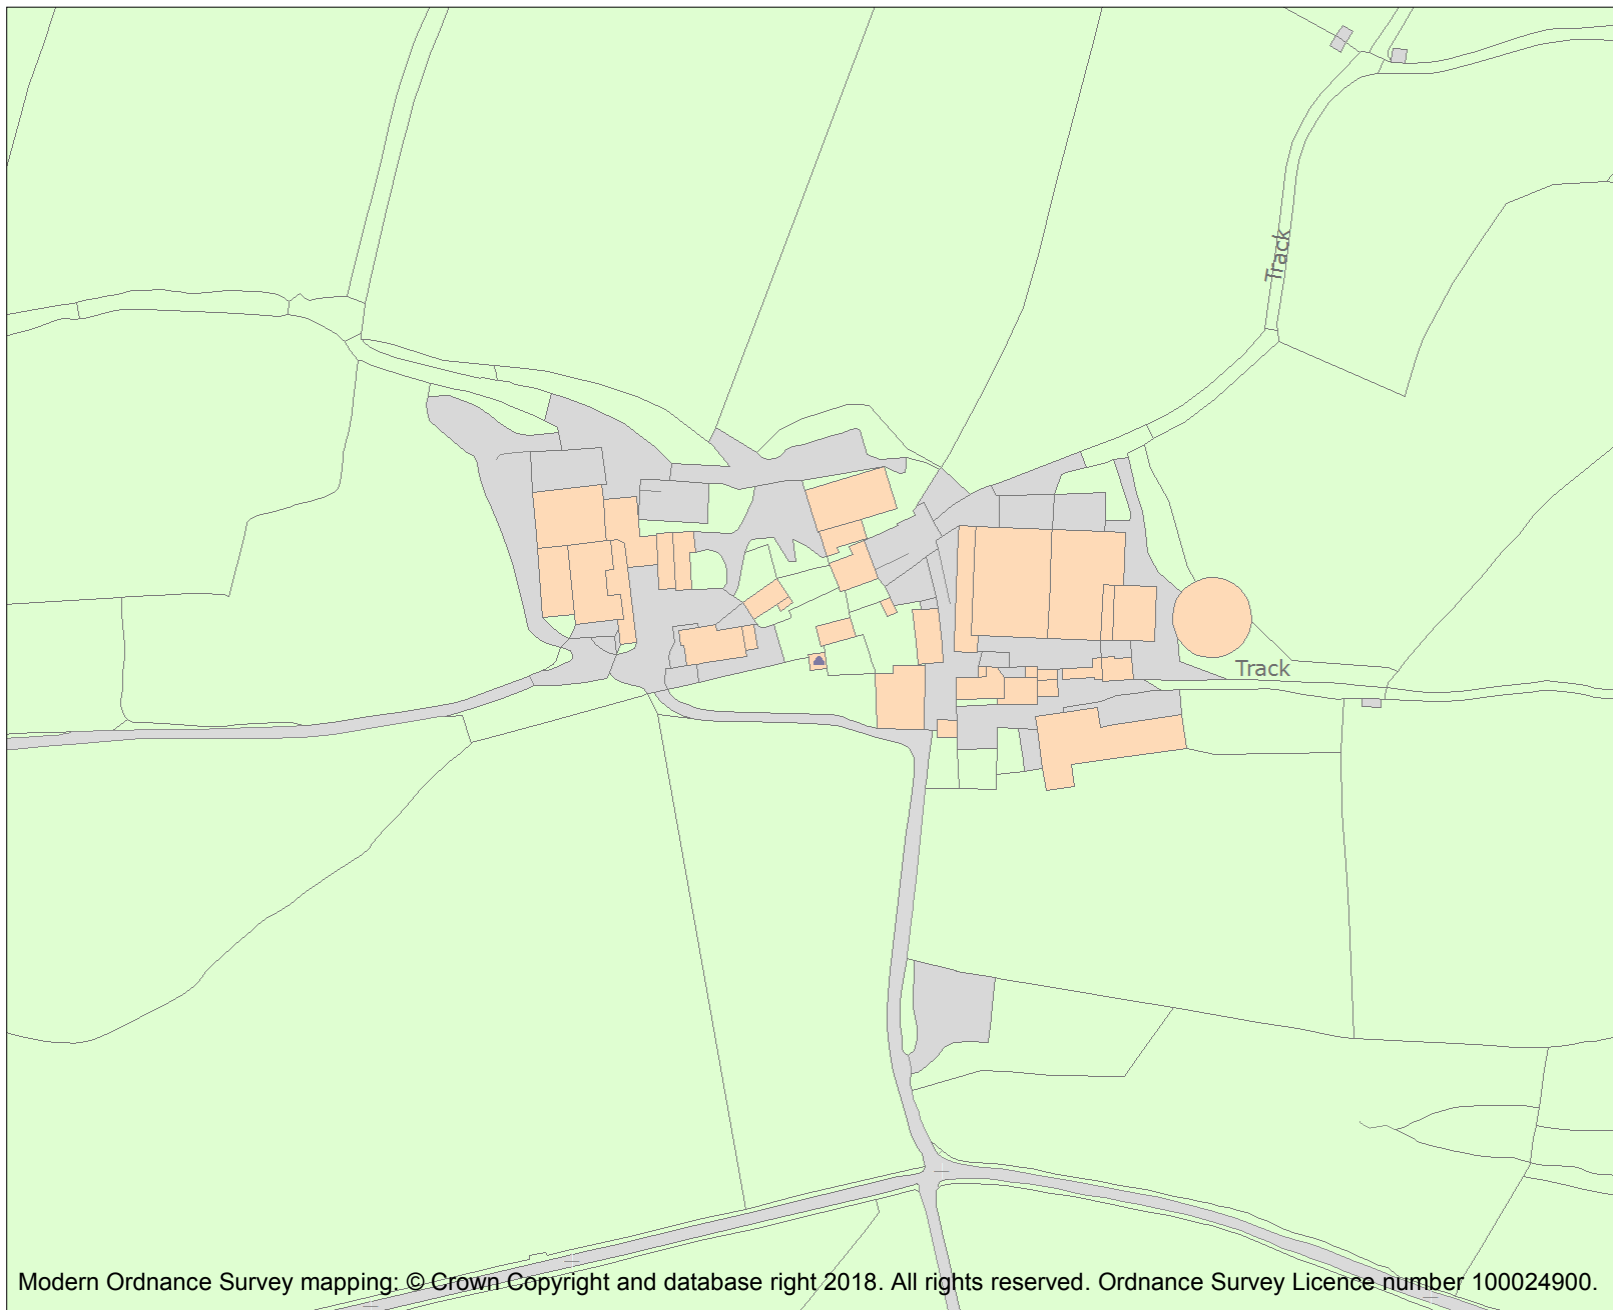 Track
Track
Modern Ordnance Survey mapping: © Crown Copyright and database right 2018. All rights reserved. Ordnance Survey Licence number 100024900.